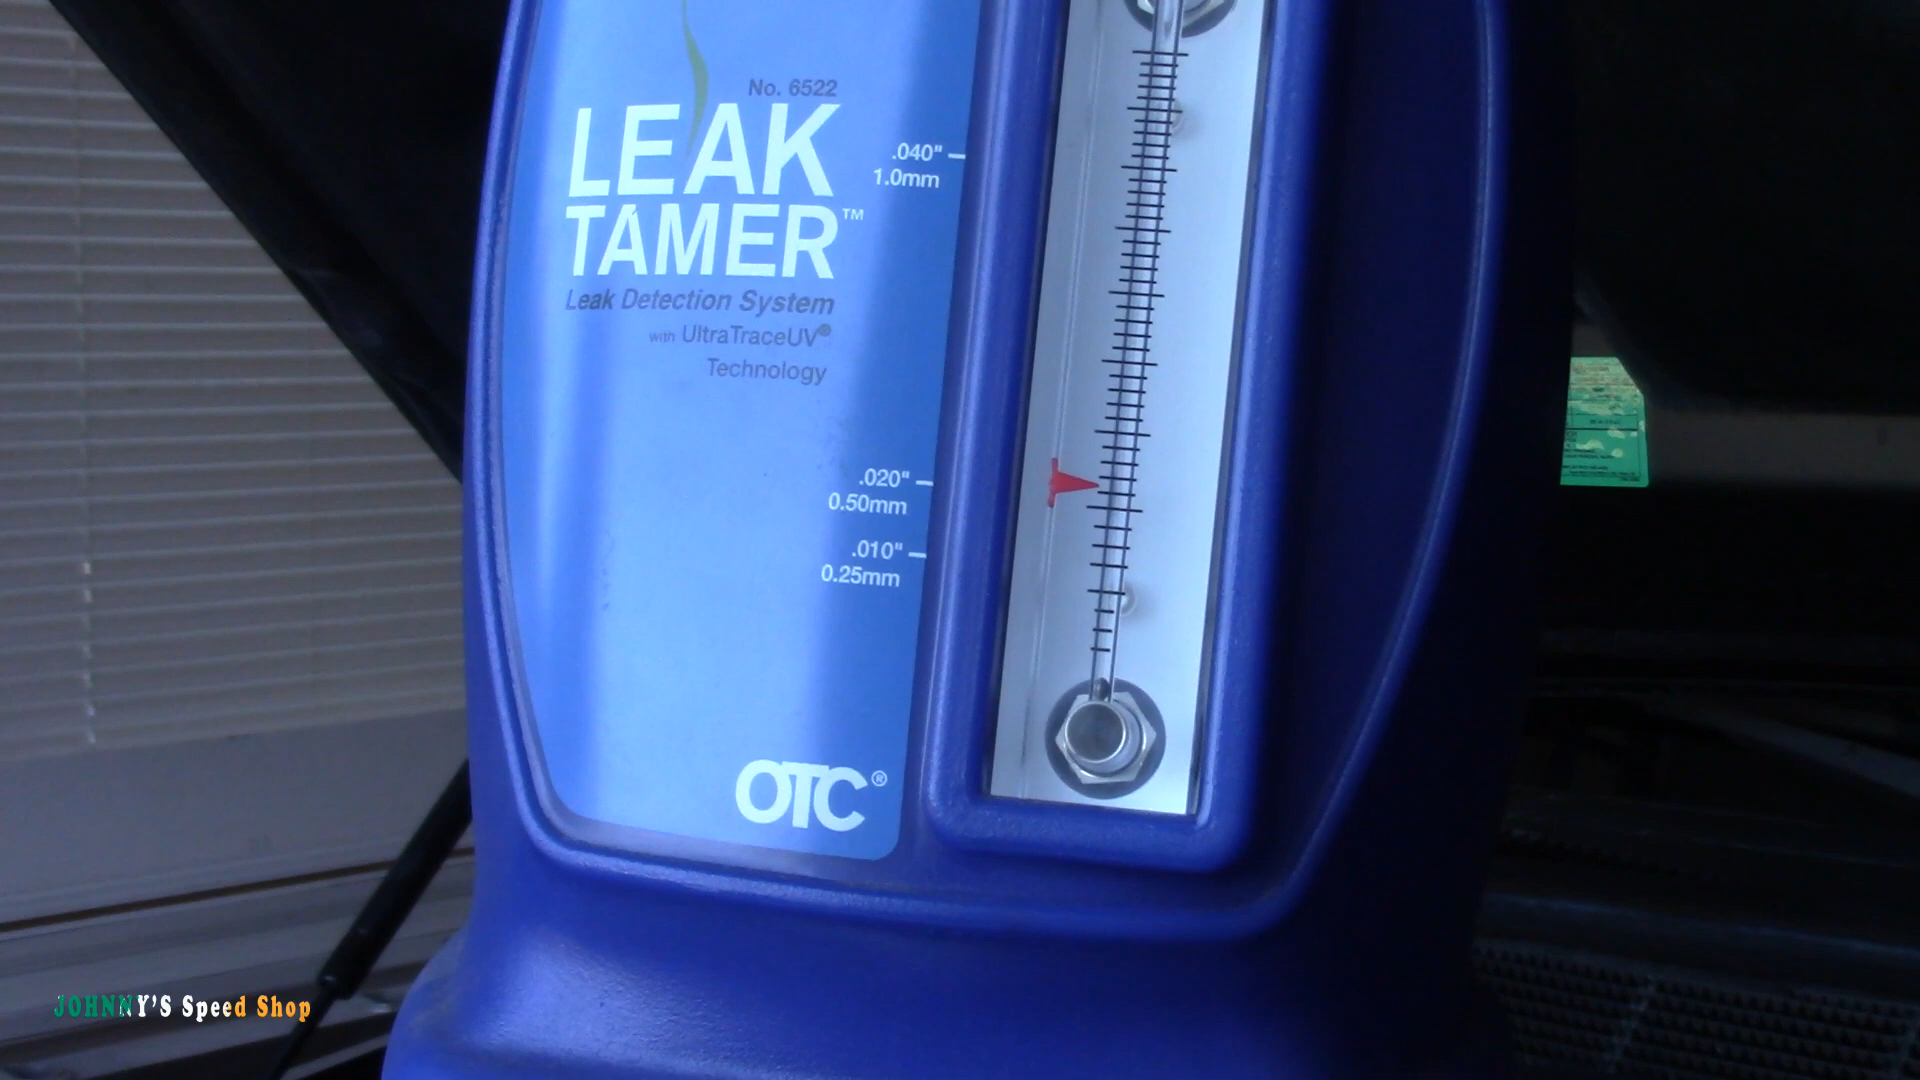 No. 6522
LEAK
TAMER™
Leak Detection System
with UltraTraceUV®
Technology
.040"
1.0mm
.020"
0.50mm
.010"
0.25mm
OTC®
JOHNNY'S Speed Shop